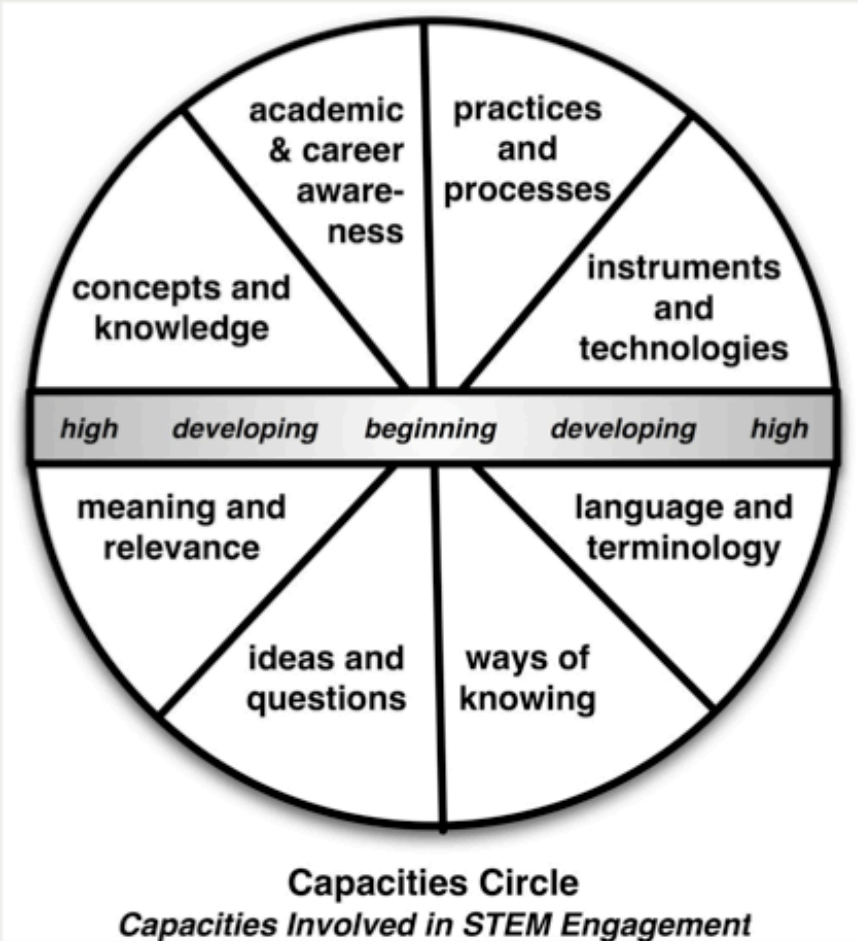 academic
& career
aware-
ness
practices
and
processes
concepts and
knowledge
instruments
and
technologies
high developing beginning developing high
meaning and
relevance
language and
terminology
ideas and
questions
ways of
knowing
Capacities Circle
Capacities Involved in STEM Engagement